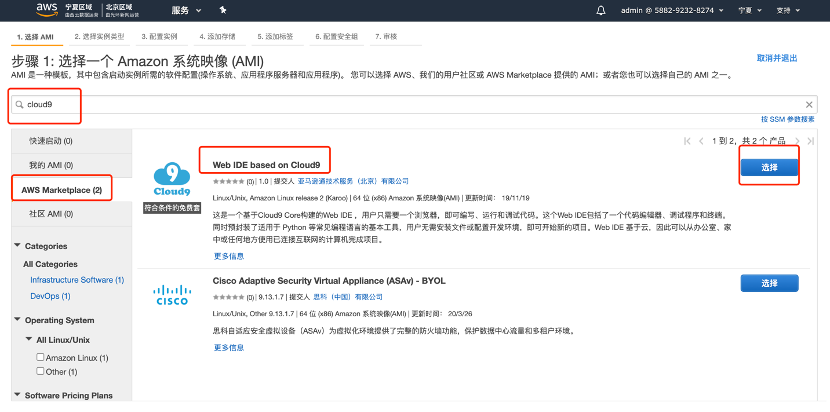 aws 宁夏区域 北京区域
西云数据运营 由光环新网运营
服务
admin @ 5882-9232-8274
宁夏
支持
1. 选择 AMI
2. 选择实例类型
3. 配置实例
4. 添加存储
5. 添加标签
6. 配置安全组
7. 审核
步骤 1: 选择一个 Amazon 系统映像 (AMI)
取消并退出
AMI 是一种模板，其中包含启动实例所需的软件配置(操作系统、应用程序服务器和应用程序)。您可以选择 AWS、我们的用户社区或 AWS Marketplace 提供的 AMI；或者您也可以选择自己的 AMI 之一。
cloud9
按 SSM 参数搜索
快速启动 (0)
我的 AMI (0)
AWS Marketplace (2)
社区 AMI (0)
Categories
All Categories
Infrastructure Software (1)
DevOps (1)
Operating System
All Linux/Unix
Amazon Linux (1)
Other (1)
Software Pricing Plans
1 到 2，共 2 个 产品
9
Cloud9
符合条件的免费套
Web IDE based on Cloud9
选择
(0) | 1.0 | 提交人 亚马逊通技术服务（北京）有限公司
Linux/Unix, Amazon Linux release 2 (Karoo) | 64 位 (x86) Amazon 系统映像(AMI) | 更新时间： 19/11/19
这是一个基于Cloud9 Core构建的Web IDE ，用户只需要一个浏览器，即可编写、运行和调试代码。这个Web IDE包括了一个代码编辑器、调试程序和终端。
同时预封装了适用于 Python 等常见编程语言的基本工具，用户无需安装文件或配置开发环境，即可开始新的项目。Web IDE 基于云，因此可以从办公室、家
中或任何地方使用已连接互联网的计算机完成项目。
更多信息
CISCO
Cisco Adaptive Security Virtual Appliance (ASAv) - BYOL
选择
(0) | 9.13.1.7 | 提交人 思科（中国）有限公司
Linux/Unix, Other 9.13.1.7 | 64 位 (x86) Amazon 系统映像(AMI) | 更新时间： 20/3/26
思科自适应安全虚拟设备（ASAv）为虚拟化环境提供了完整的防火墙功能，保护数据中心流量和多租户环境。
更多信息